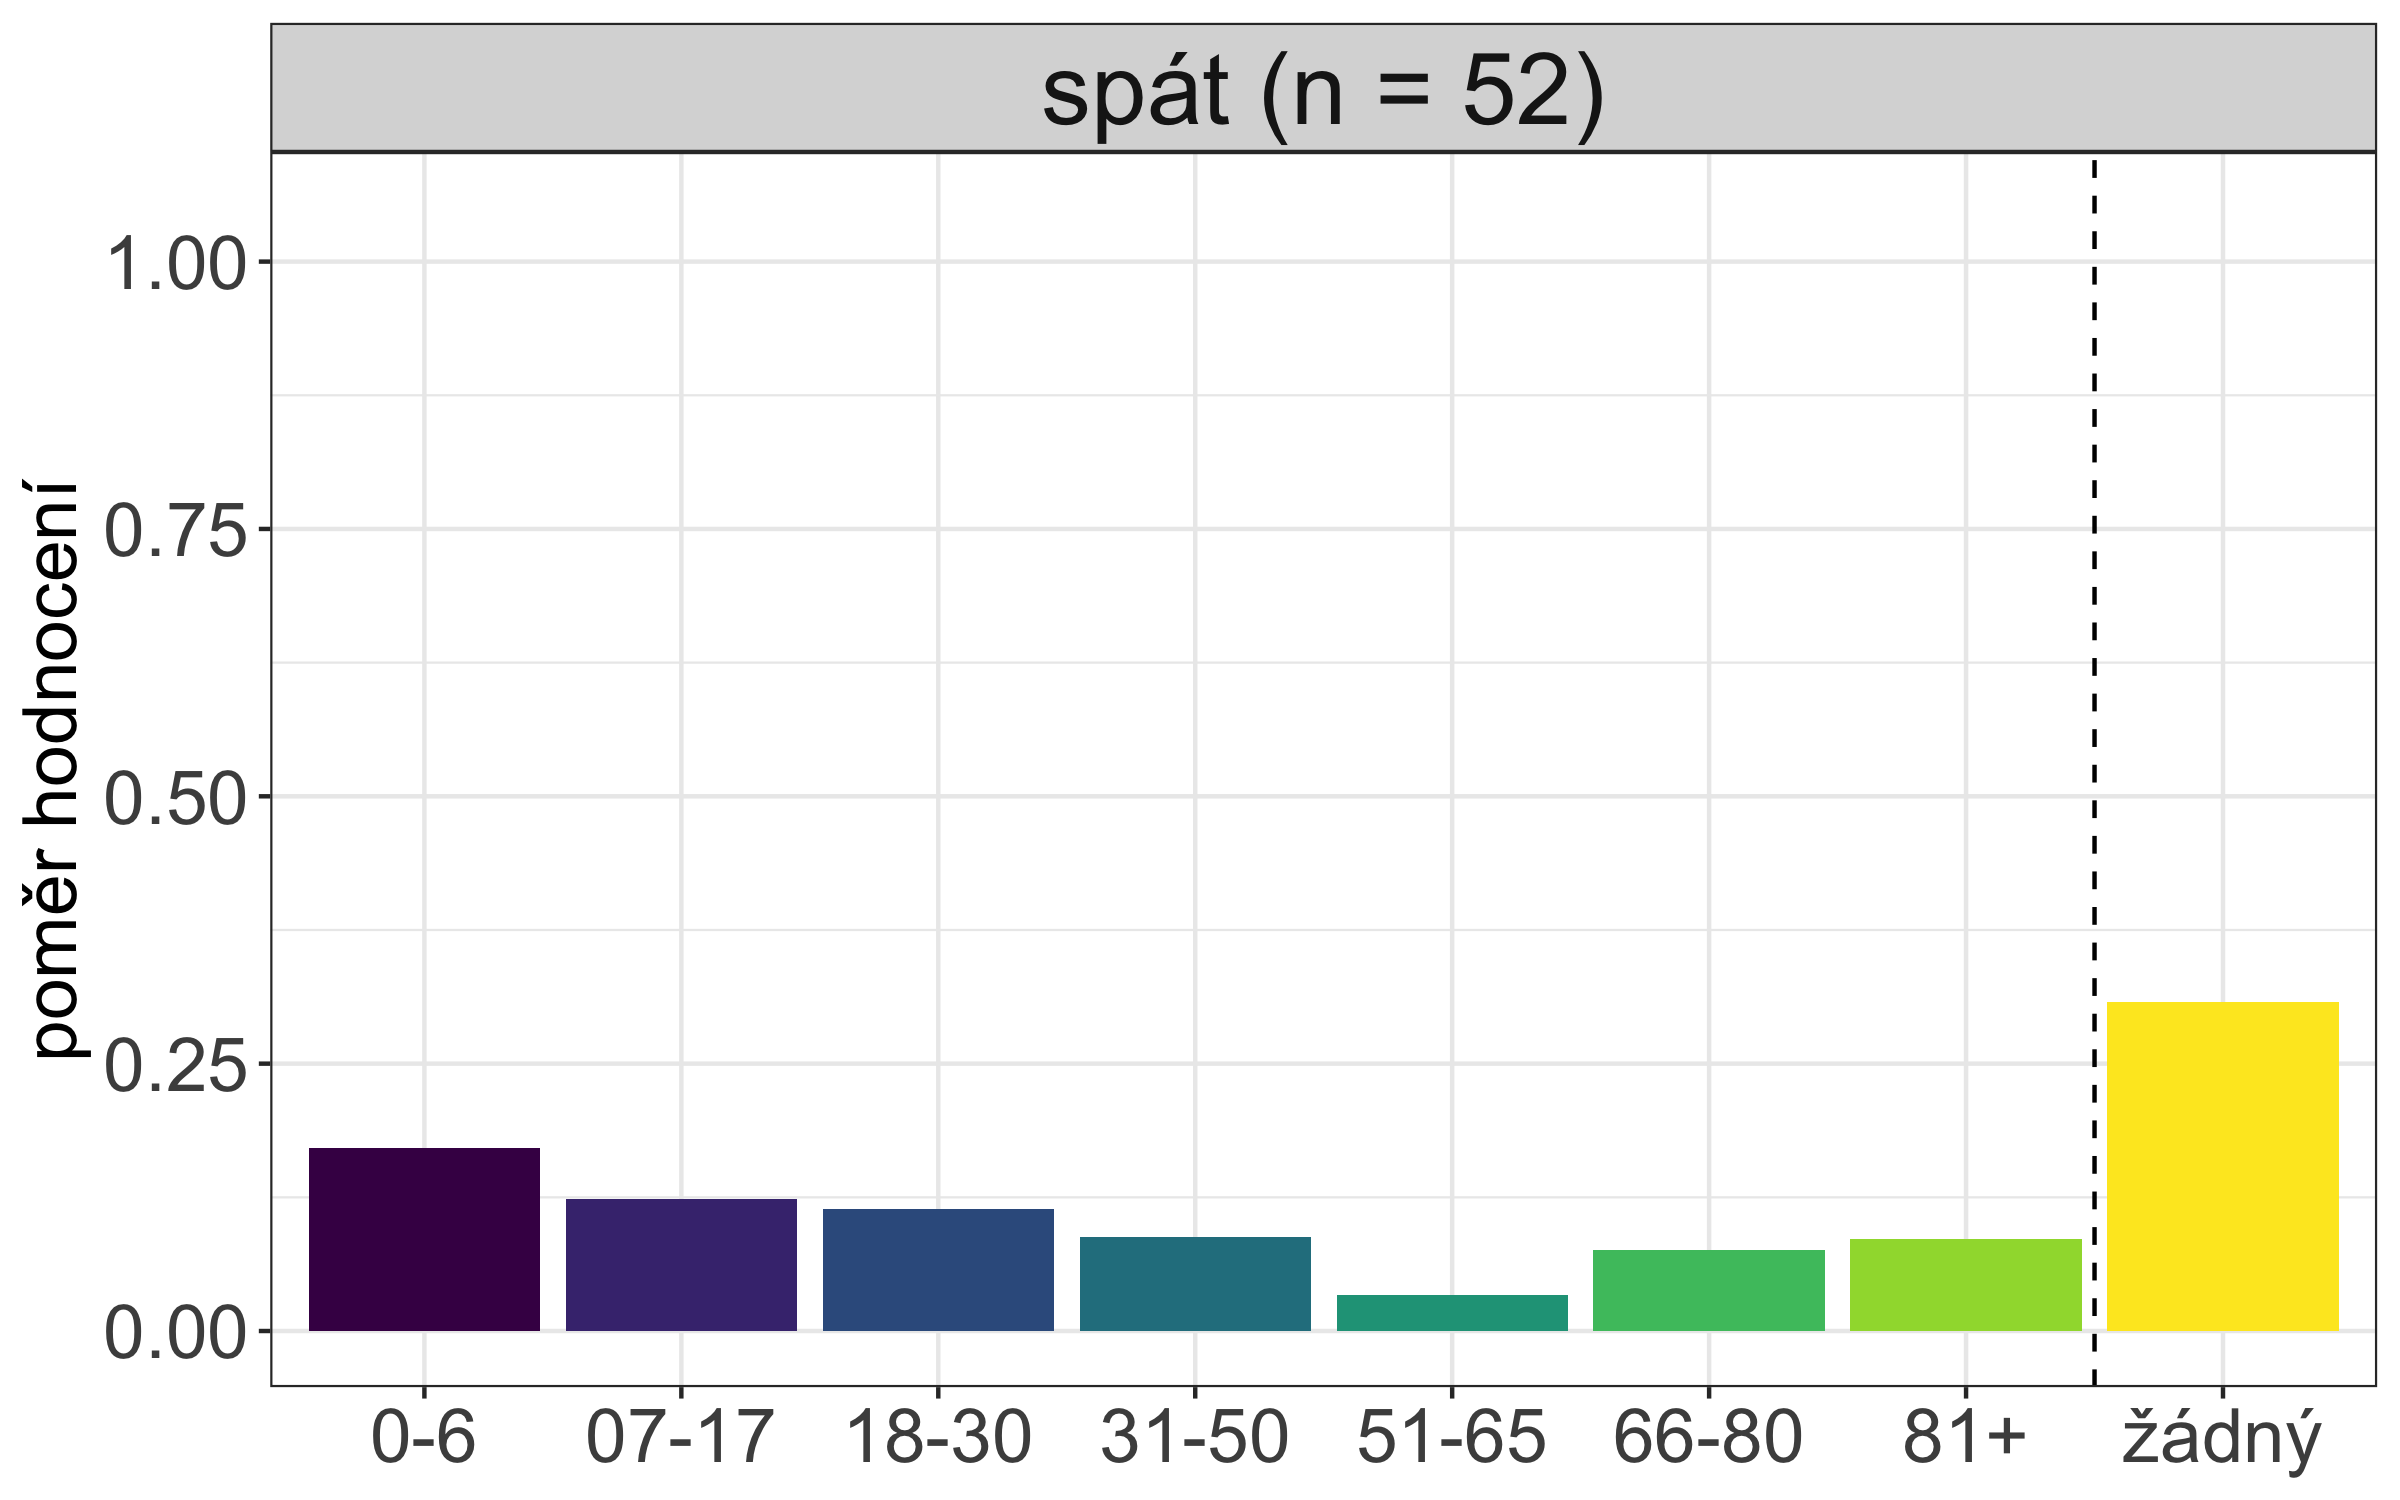 spát (n = 52)
poměr hodnocení
1.00
0.75
0.50
0.25
0.00
0-6 07-17 18-30 31-50 51-65 66-80 81+ žádný